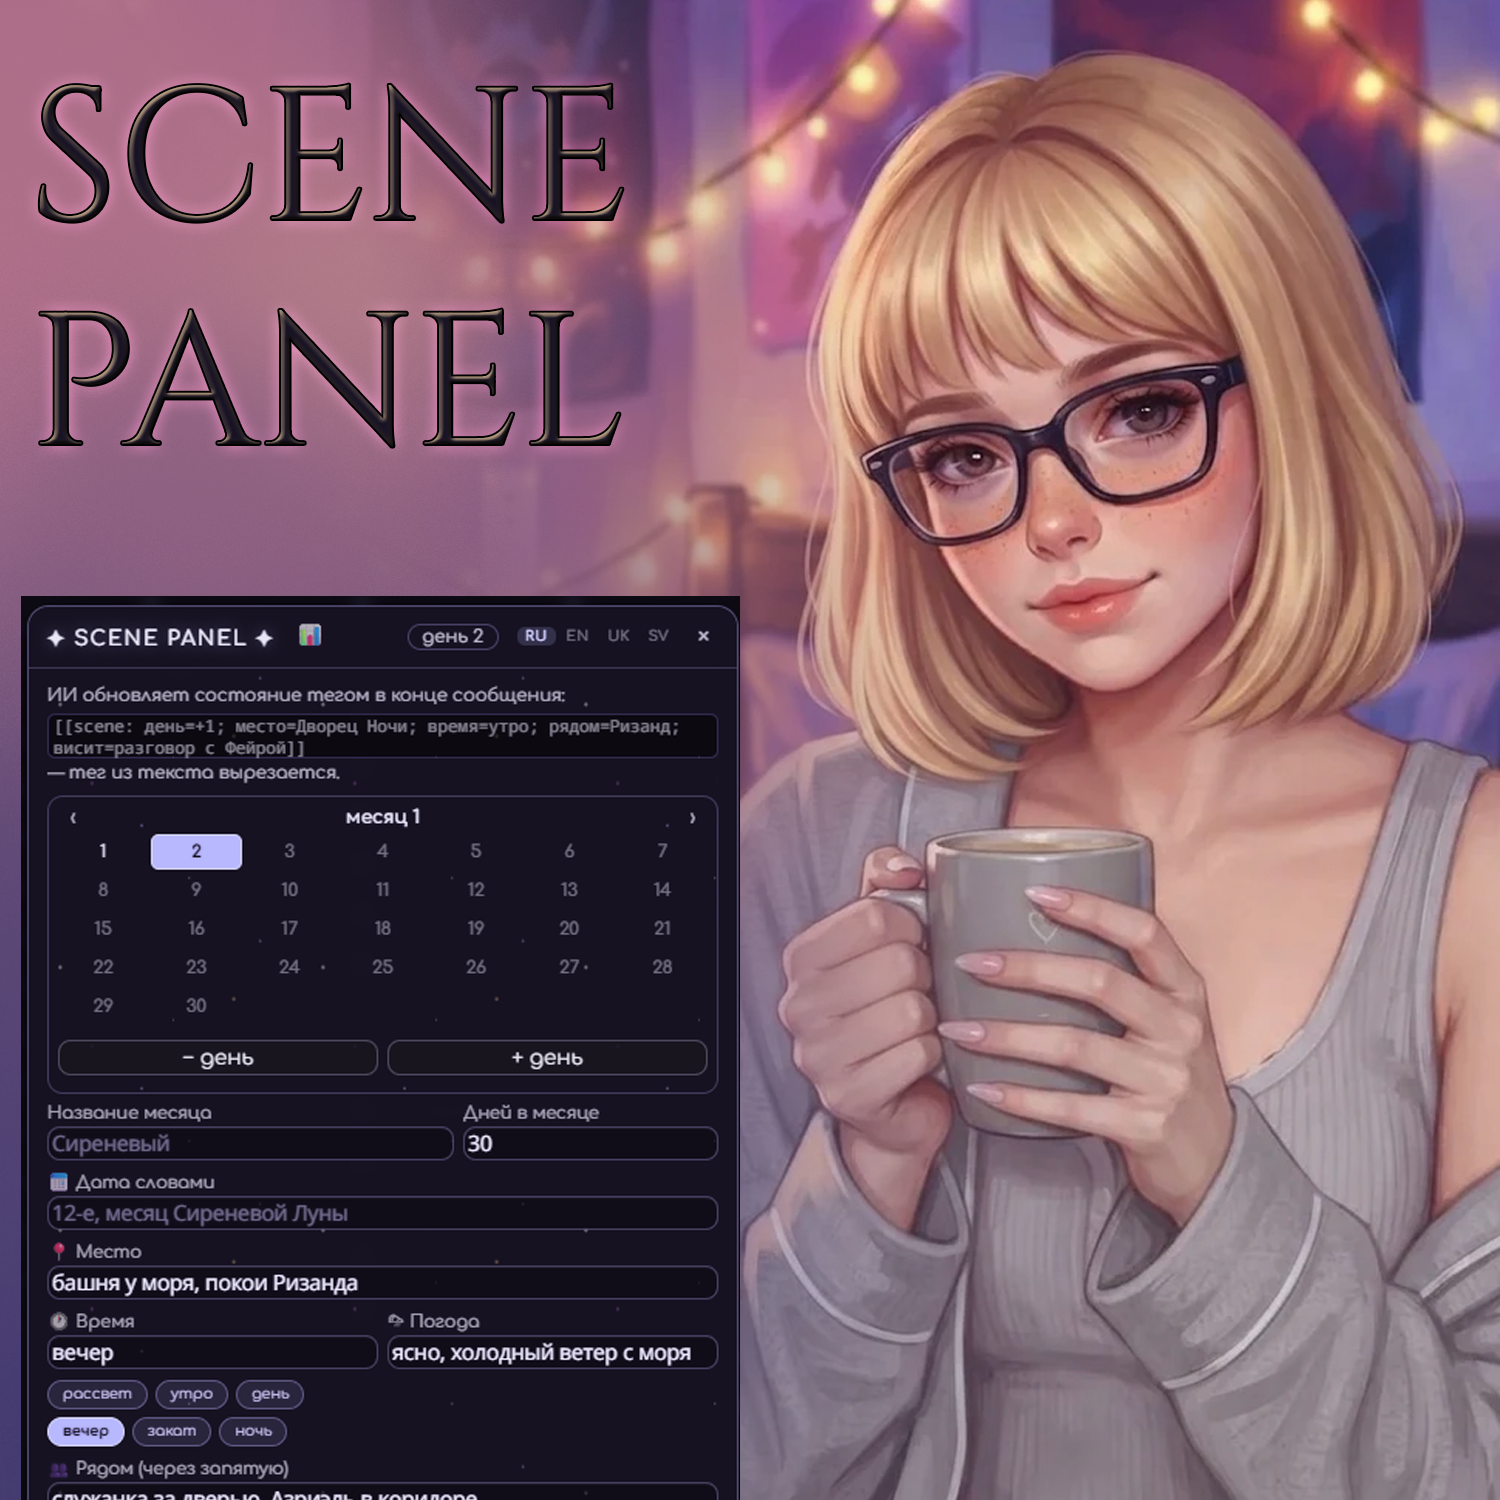 SCENE
PANEL
✦ SCENE PANEL ✦ день 2 RU EN UK SV ×
ИИ обновляет состояние тегом в конце сообщения:
[[scene: день=+1; место=Дворец Ночи; время=утро; рядом=Ризанд;
висит=разговор с Фейрой]]
— тег из текста вырезается.
‹ месяц 1 ›
1 2 3 4 5 6 7
8 9 10 11 12 13 14
15 16 17 18 19 20 21
22 23 24 25 26 27 28
29 30
− день + день
Название месяца Дней в месяце
Сиреневый 30
Дата словами
12-е, месяц Сиреневой Луны
Место
башня у моря, покои Ризанда
Время Погода
вечер ясно, холодный ветер с моря
рассвет утро день
вечер закат ночь
Рядом (через запятую)
служанка за дверью, Азриэль в коридоре